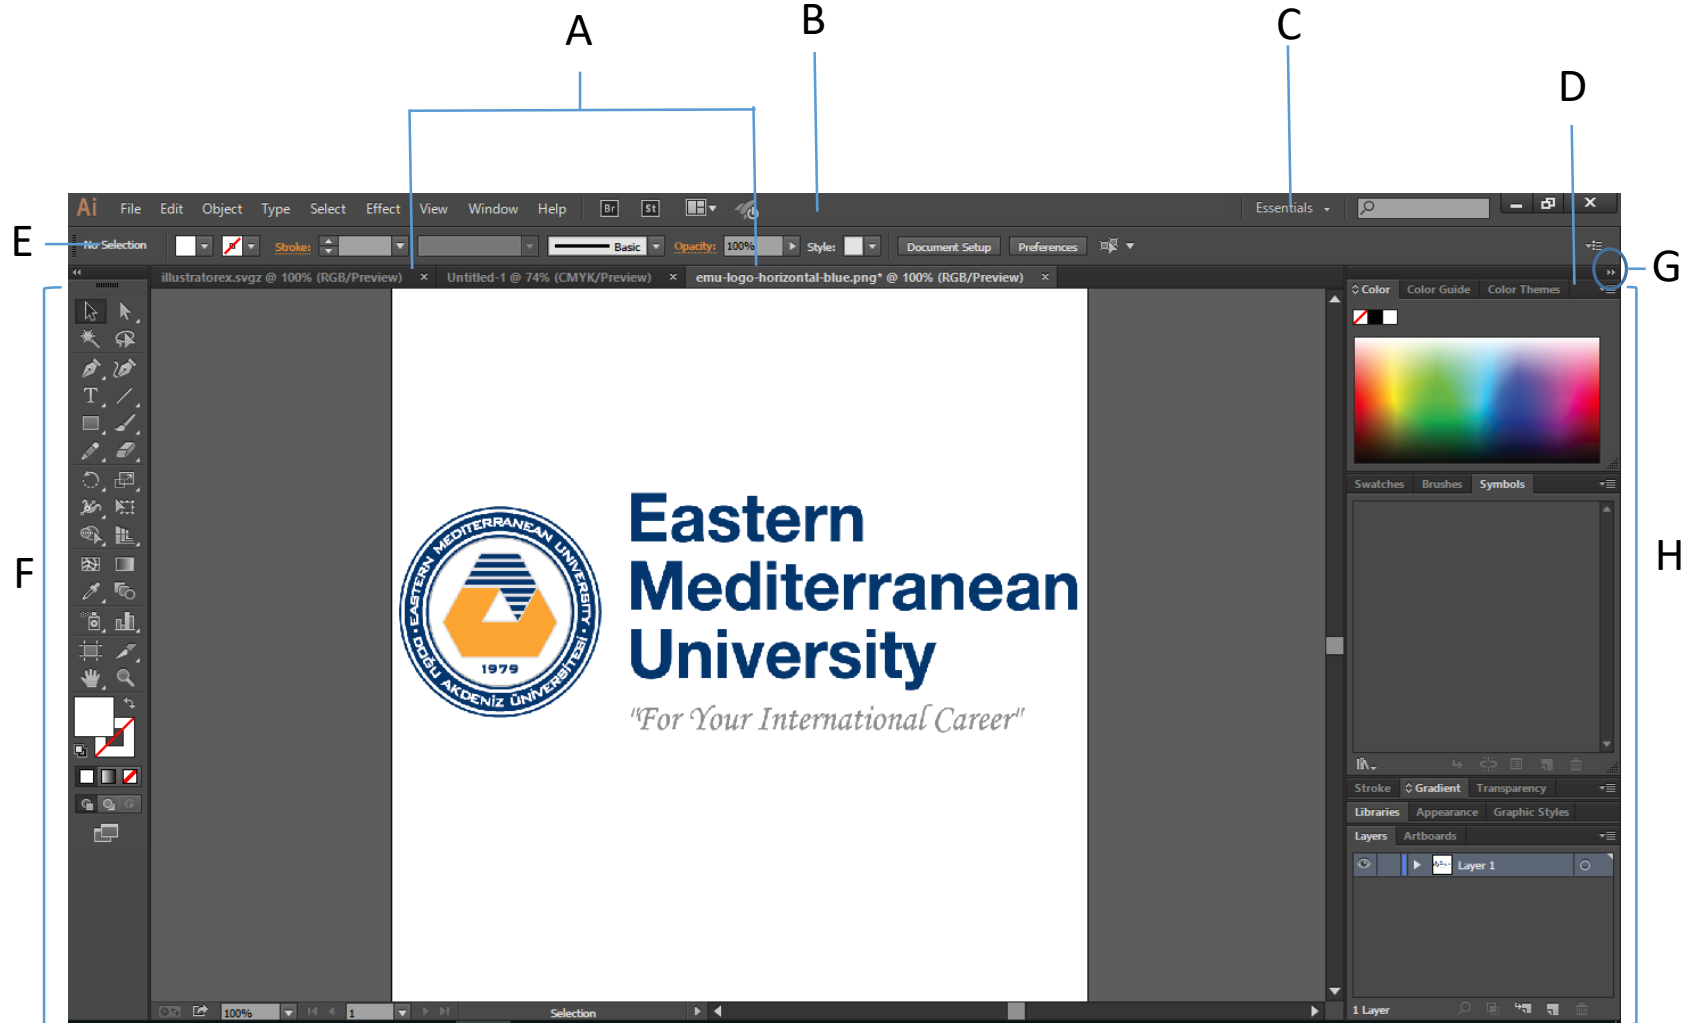 A
B
C
D
Ai File Edit Object Type Select Effect View Window Help Br St Essentials
E
No Selection Stroke: Basic Opacity: 100% Style: Document Setup Preferences
G
illustratorex.svgz @ 100% (RGB/Preview) × Untitled-1 @ 74% (CMYK/Preview) × emu-logo-horizontal-blue.png* @ 100% (RGB/Preview) ×
Color Color Guide Color Themes
T
Swatches Brushes Symbols
F
H
EASTERN MEDITERRANEAN UNIVERSITY
DOĞU AKDENİZ ÜNİVERSİTESİ
1979
Eastern
Mediterranean
University
"For Your International Career"
Stroke Gradient Transparency
Libraries Appearance Graphic Styles
Layers Artboards
Layer 1
100% 1 Selection
1 Layer